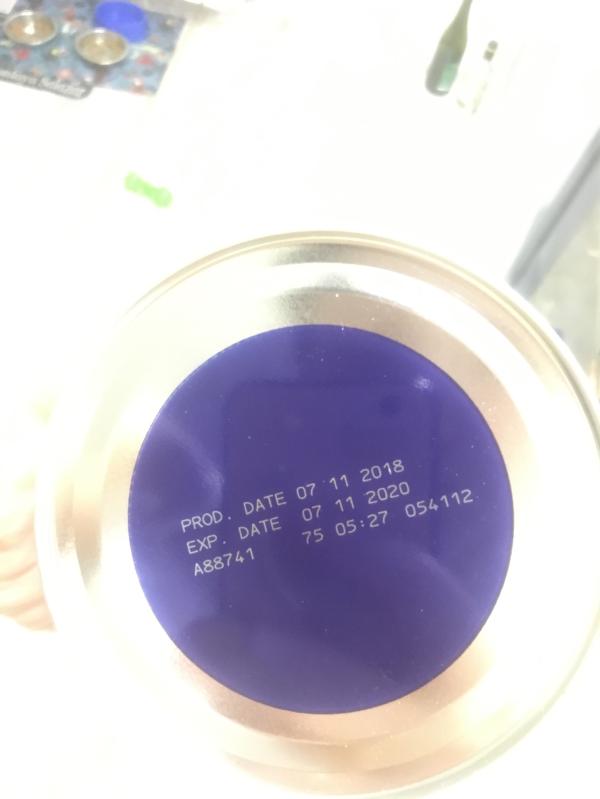 PROD. DATE 07 11 2018
EXP. DATE 07 11 2020
A88741 75 05:27 054112